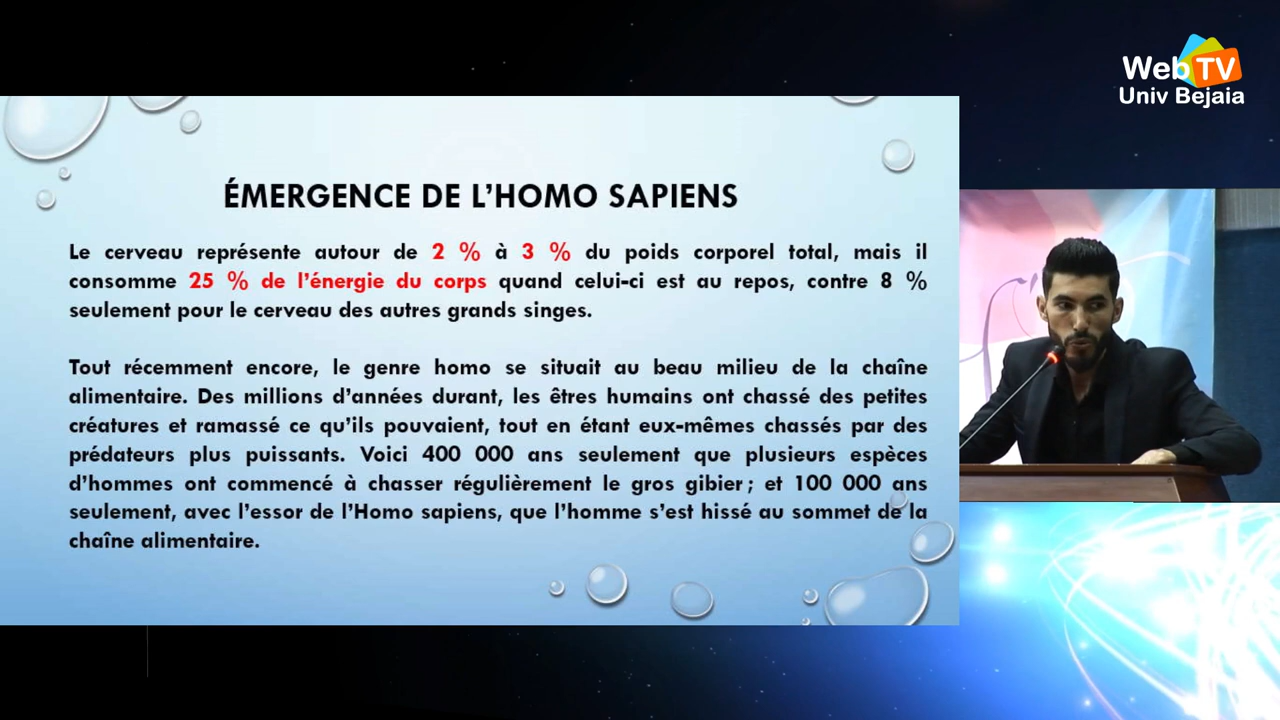 Web TV
Univ Bejaia
ÉMERGENCE DE L’HOMO SAPIENS
Le cerveau représente autour de 2 % à 3 % du poids corporel total, mais il
consomme 25 % de l’énergie du corps quand celui-ci est au repos, contre 8 %
seulement pour le cerveau des autres grands singes.
Tout récemment encore, le genre homo se situait au beau milieu de la chaîne
alimentaire. Des millions d’années durant, les êtres humains ont chassé des petites
créatures et ramassé ce qu’ils pouvaient, tout en étant eux-mêmes chassés par des
prédateurs plus puissants. Voici 400 000 ans seulement que plusieurs espèces
d’hommes ont commencé à chasser régulièrement le gros gibier ; et 100 000 ans
seulement, avec l’essor de l’Homo sapiens, que l’homme s’est hissé au sommet de la
chaîne alimentaire.